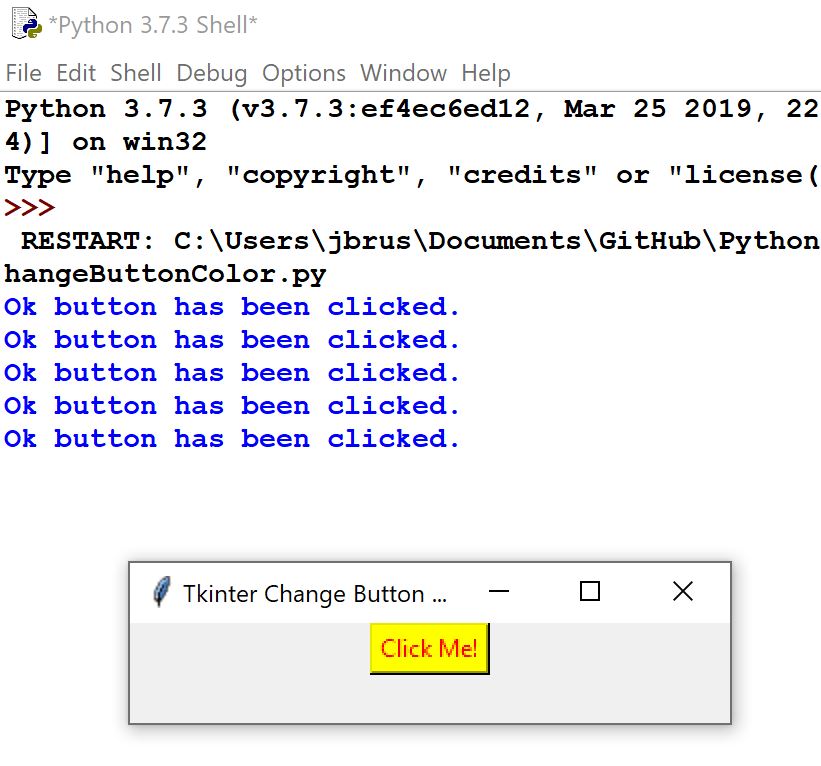 *Python 3.7.3 Shell*
File Edit Shell Debug Options Window Help
Python 3.7.3 (v3.7.3:ef4ec6ed12, Mar 25 2019, 22
4)] on win32
Type "help", "copyright", "credits" or "license(
>>>
RESTART: C:\Users\jbrus\Documents\GitHub\Python
hangeButtonColor.py
Ok button has been clicked.
Ok button has been clicked.
Ok button has been clicked.
Ok button has been clicked.
Ok button has been clicked.
Tkinter Change Button ...
Click Me!